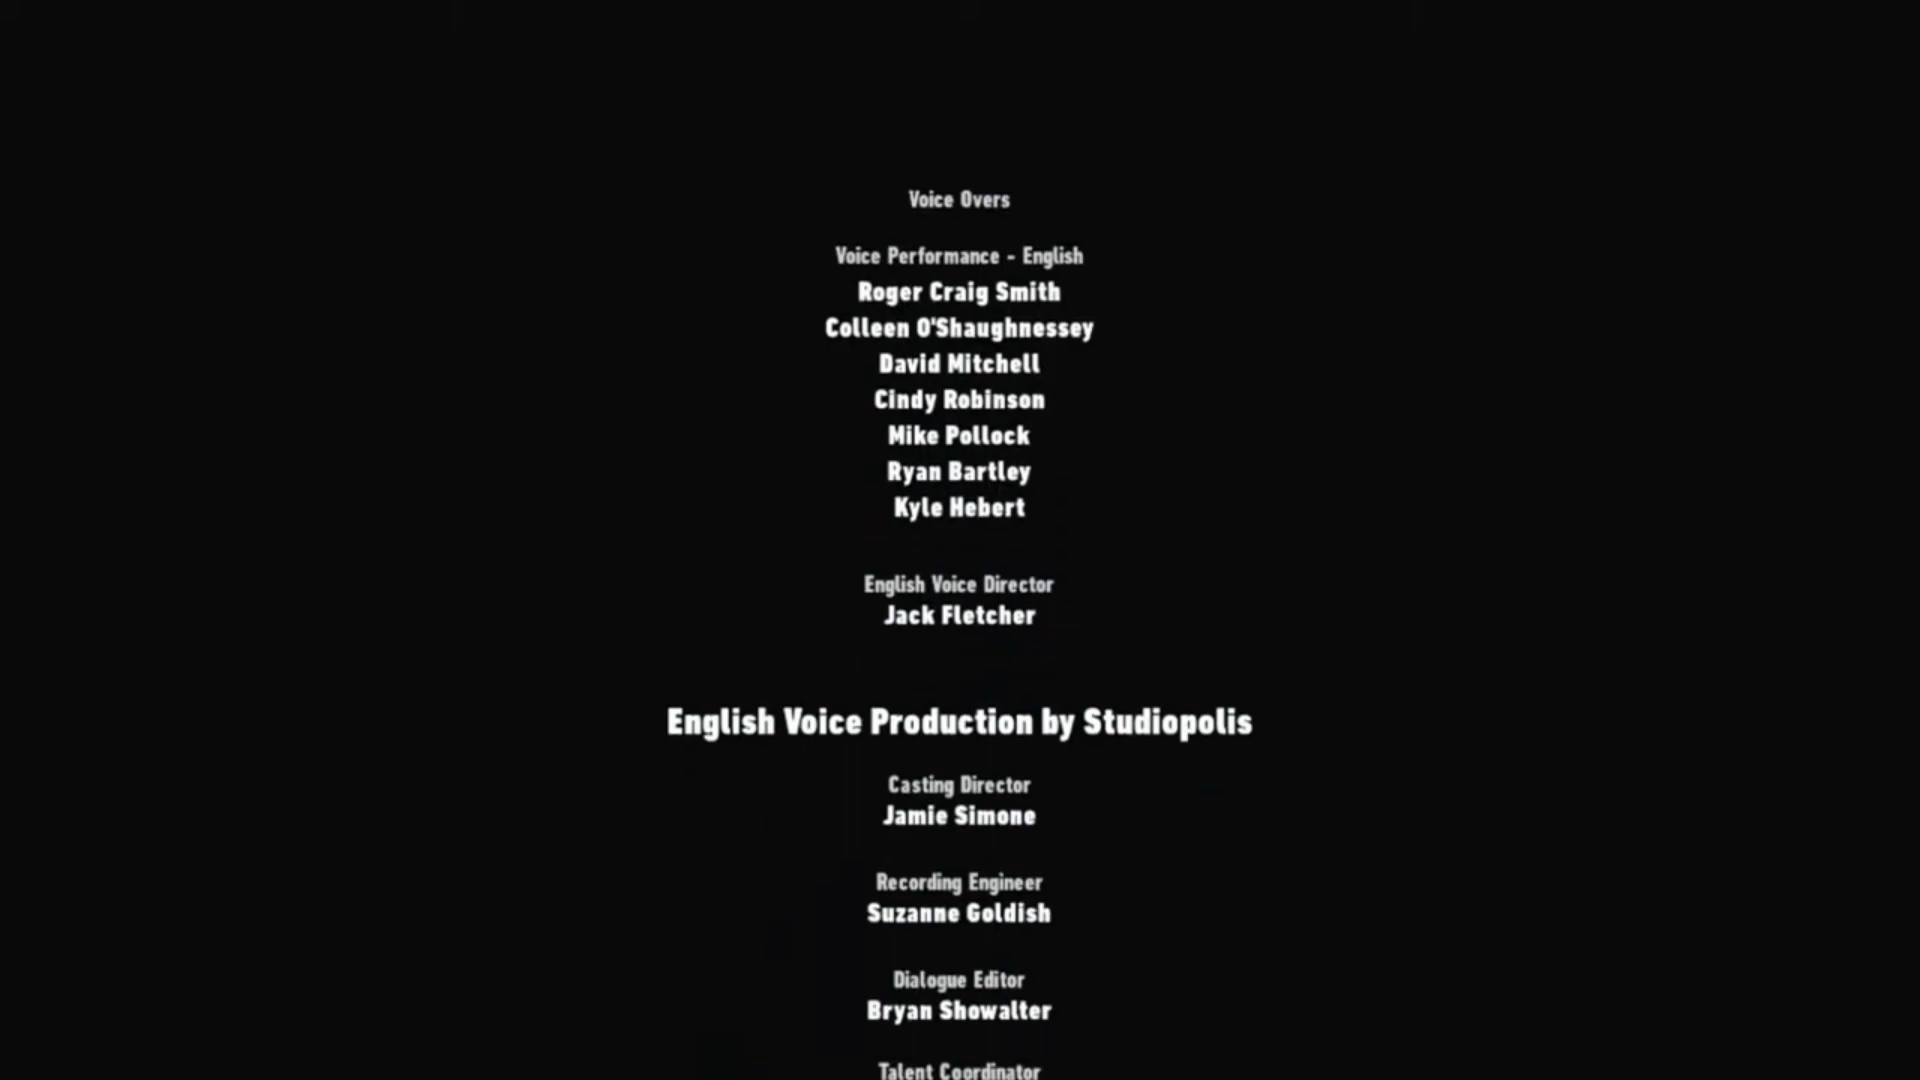 Voice Overs
Voice Performance - English
Roger Craig Smith
Colleen O'Shaughnessey
David Mitchell
Cindy Robinson
Mike Pollock
Ryan Bartley
Kyle Hebert
English Voice Director
Jack Fletcher
English Voice Production by Studiopolis
Casting Director
Jamie Simone
Recording Engineer
Suzanne Goldish
Dialogue Editor
Bryan Showalter
Talent Coordinator